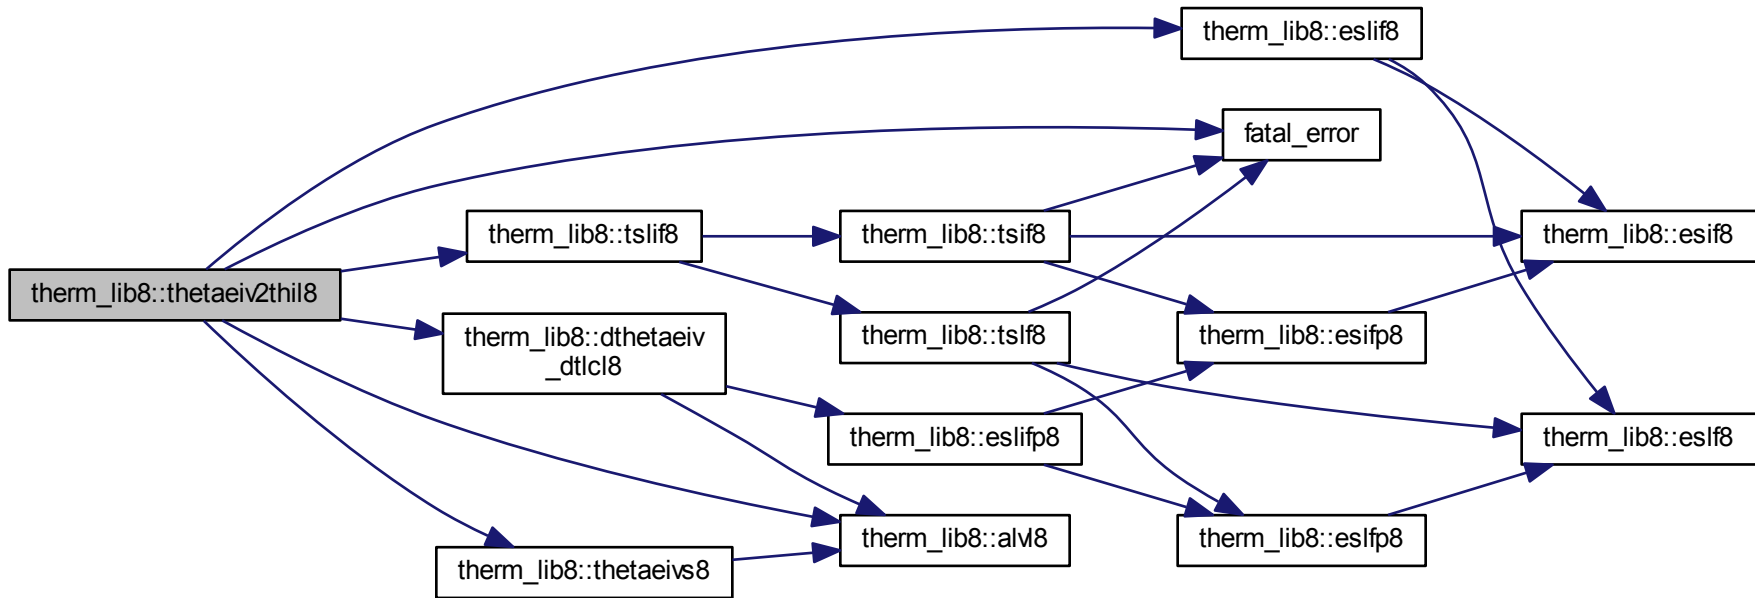 therm_lib8::eslif8
fatal_error
therm_lib8::tslif8
therm_lib8::tsif8
therm_lib8::esif8
therm_lib8::thetaeiv2thil8
therm_lib8::dthetaeiv
_dtlcl8
therm_lib8::tslf8
therm_lib8::esifp8
therm_lib8::eslifp8
therm_lib8::eslf8
therm_lib8::thetaeivs8
therm_lib8::alvl8
therm_lib8::eslfp8